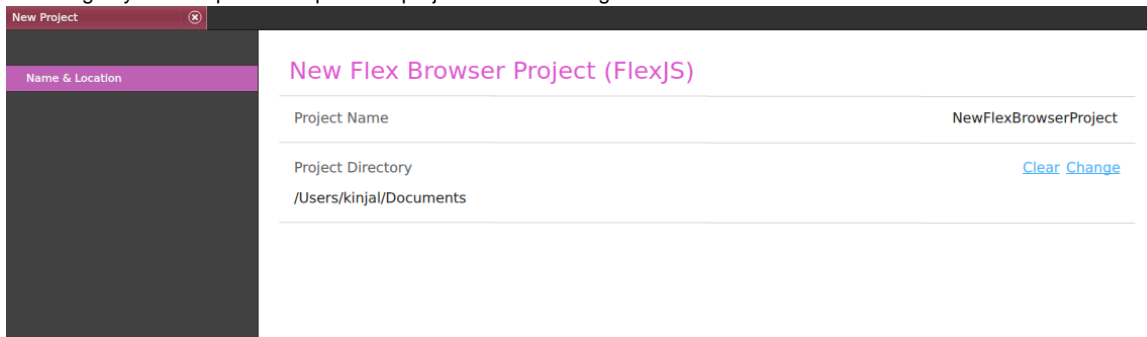 New Project
Name & Location
New Flex Browser Project (FlexJS)
Project Name NewFlexBrowserProject
Project Directory Clear Change
/Users/kinjal/Documents